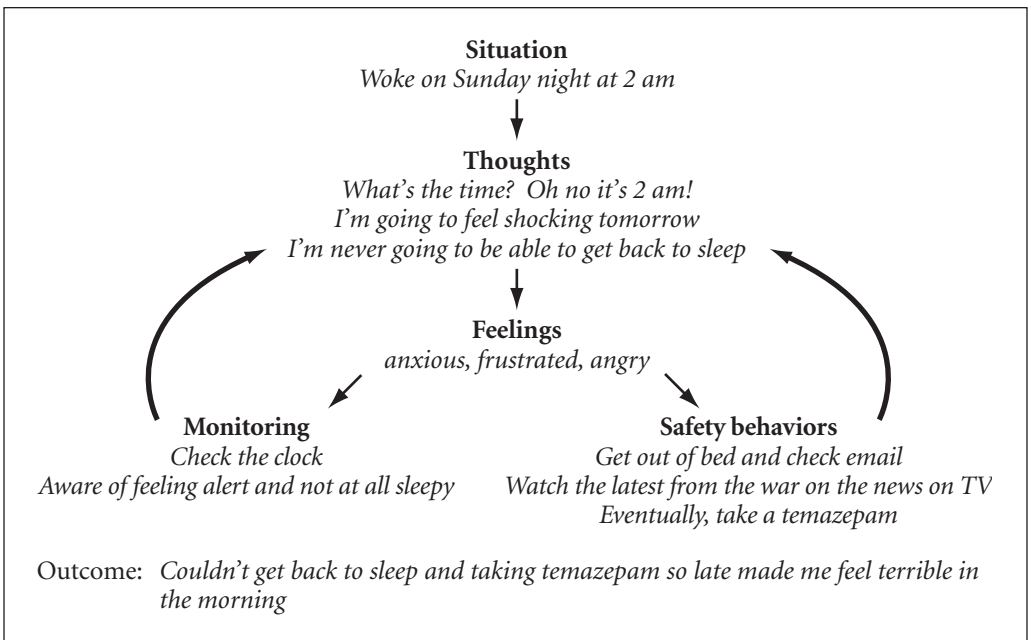 Situation
Woke on Sunday night at 2 am
Thoughts
What's the time? Oh no it's 2 am!
I'm going to feel shocking tomorrow
I'm never going to be able to get back to sleep
Feelings
anxious, frustrated, angry
Monitoring
Check the clock
Aware of feeling alert and not at all sleepy
Safety behaviors
Get out of bed and check email
Watch the latest from the war on the news on TV
Eventually, take a temazepam
Outcome: Couldn't get back to sleep and taking temazepam so late made me feel terrible in
the morning